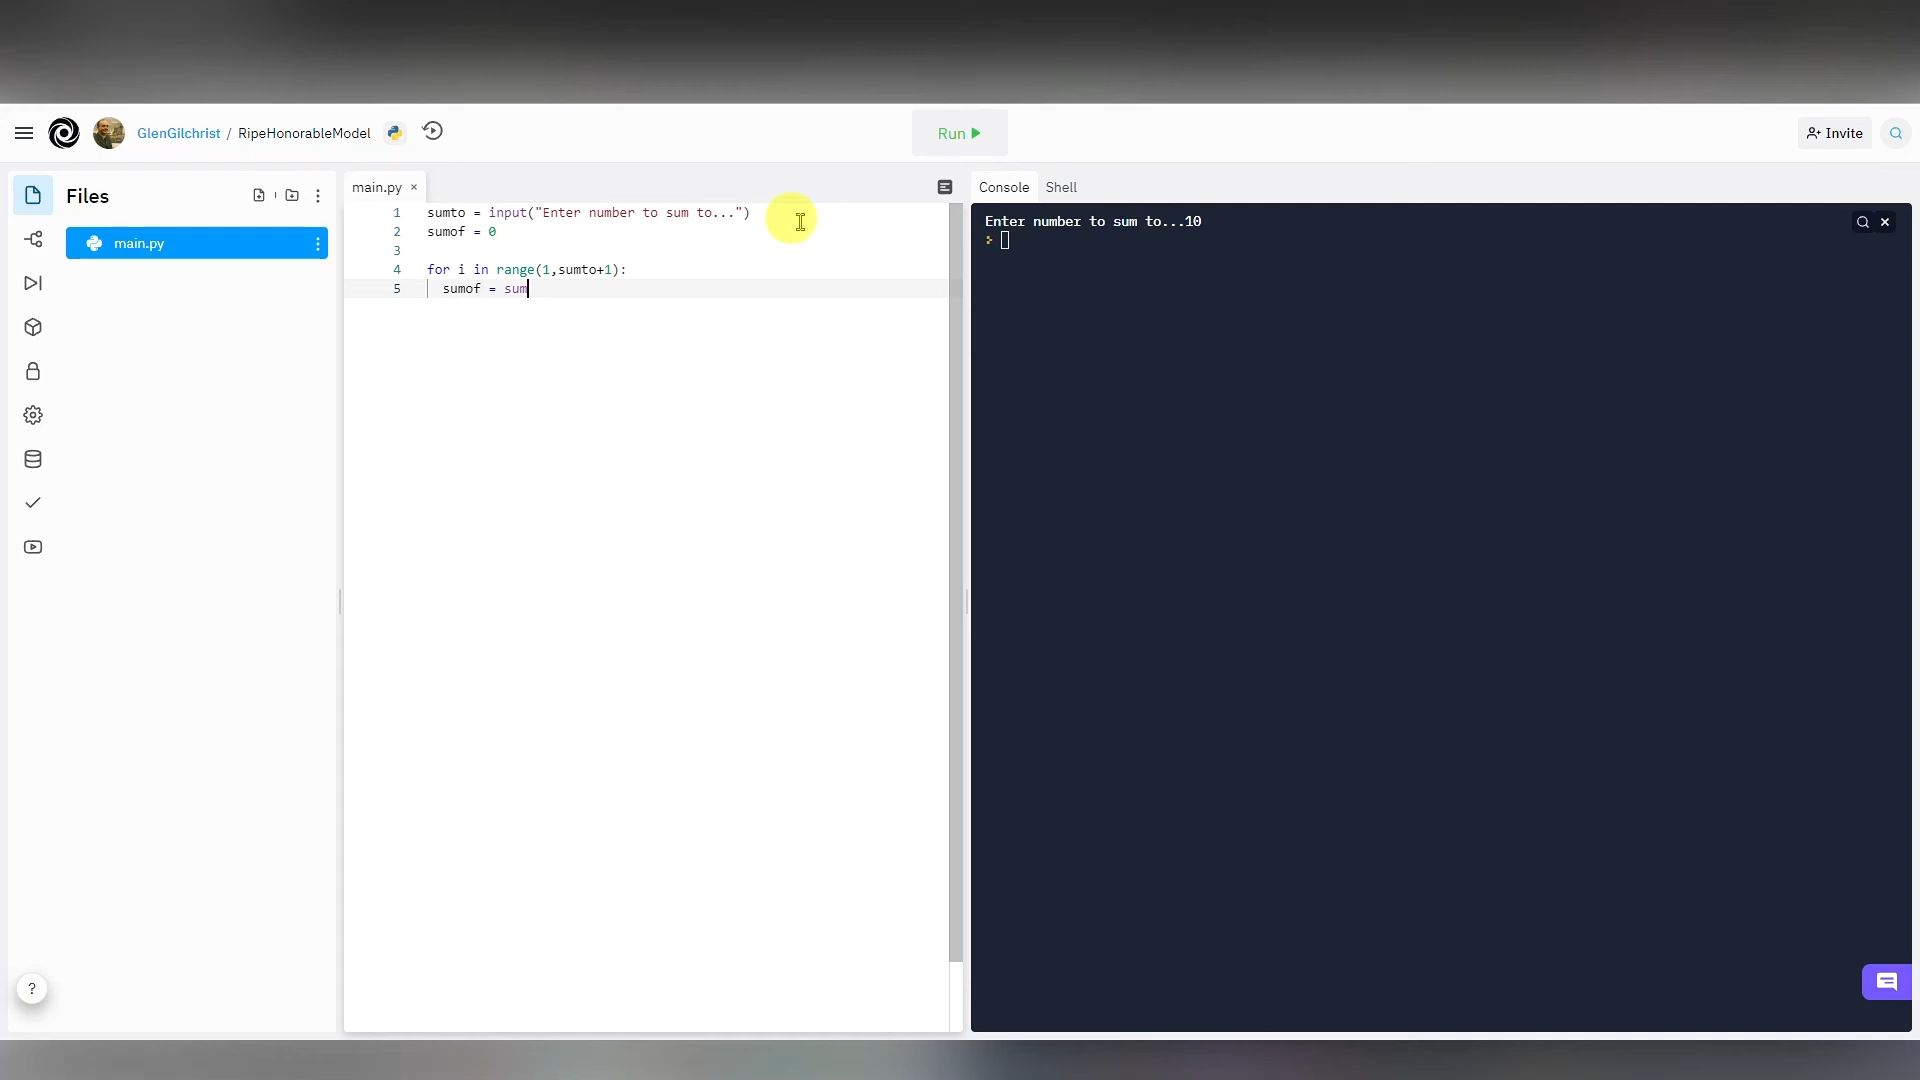 GlenGilchrist / RipeHonorableModel
Run
Invite
Files
main.py
main.py ×
1 sumto = input("Enter number to sum to...")
2 sumof = 0
3
4 for i in range(1,sumto+1):
5 sumof = sum
Console Shell
Enter number to sum to...10
?